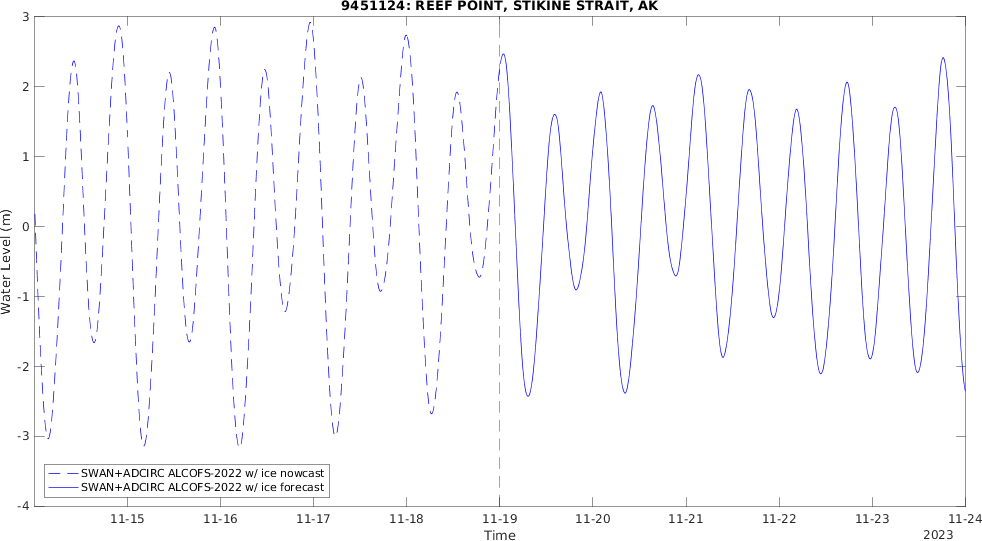 9451124: REEF POINT, STIKINE STRAIT, AK
3
2
1
0
-1
-2
-3
-4
Water Level (m)
SWAN+ADCIRC ALCOFS-2022 w/ ice nowcast
SWAN+ADCIRC ALCOFS-2022 w/ ice forecast
11-15 11-16 11-17 11-18 11-19 11-20 11-21 11-22 11-23 11-24
Time
2023